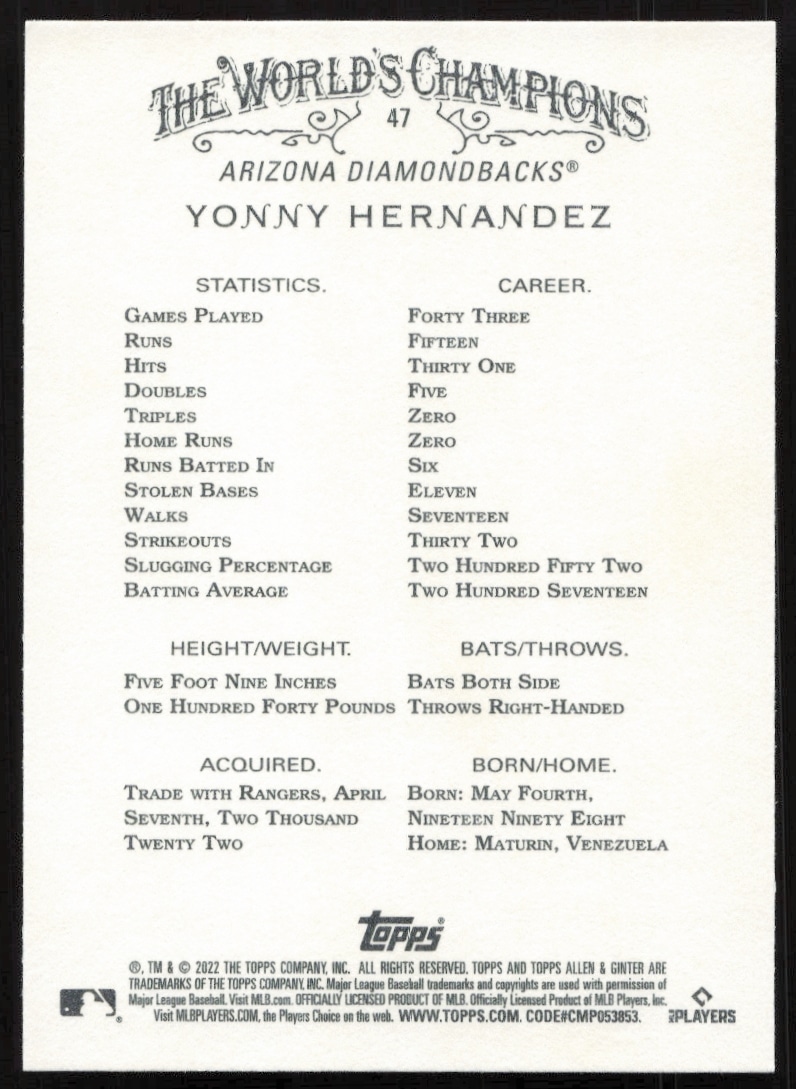 THE WORLD'S CHAMPIONS
47
ARIZONA DIAMONDBACKS®
YONNY HERNANDEZ
STATISTICS. CAREER.
GAMES PLAYED FORTY THREE
RUNS FIFTEEN
HITS THIRTY ONE
DOUBLES FIVE
TRIPLES ZERO
HOME RUNS ZERO
RUNS BATTED IN SIX
STOLEN BASES ELEVEN
WALKS SEVENTEEN
STRIKEOUTS THIRTY TWO
SLUGGING PERCENTAGE TWO HUNDRED FIFTY TWO
BATTING AVERAGE TWO HUNDRED SEVENTEEN
HEIGHT/WEIGHT. BATS/THROWS.
FIVE FOOT NINE INCHES BATS BOTH SIDE
ONE HUNDRED FORTY POUNDS THROWS RIGHT-HANDED
ACQUIRED. BORN/HOME.
TRADE WITH RANGERS, APRIL BORN: MAY FOURTH,
SEVENTH, TWO THOUSAND NINETEEN NINETY EIGHT
TWENTY TWO HOME: MATURIN, VENEZUELA
topps®
®, TM & © 2022 THE TOPPS COMPANY, INC. ALL RIGHTS RESERVED. TOPPS AND TOPPS ALLEN & GINTER ARE
TRADEMARKS OF THE TOPPS COMPANY, INC. Major League Baseball trademarks and copyrights are used with permission of
Major League Baseball. Visit MLB.com. OFFICIALLY LICENSED PRODUCT OF MLB. Officially Licensed Product of MLB Players, Inc.
Visit MLBPLAYERS.COM, the Players Choice on the web. WWW.TOPPS.COM. CODE#CMP053853.
PLAYERS